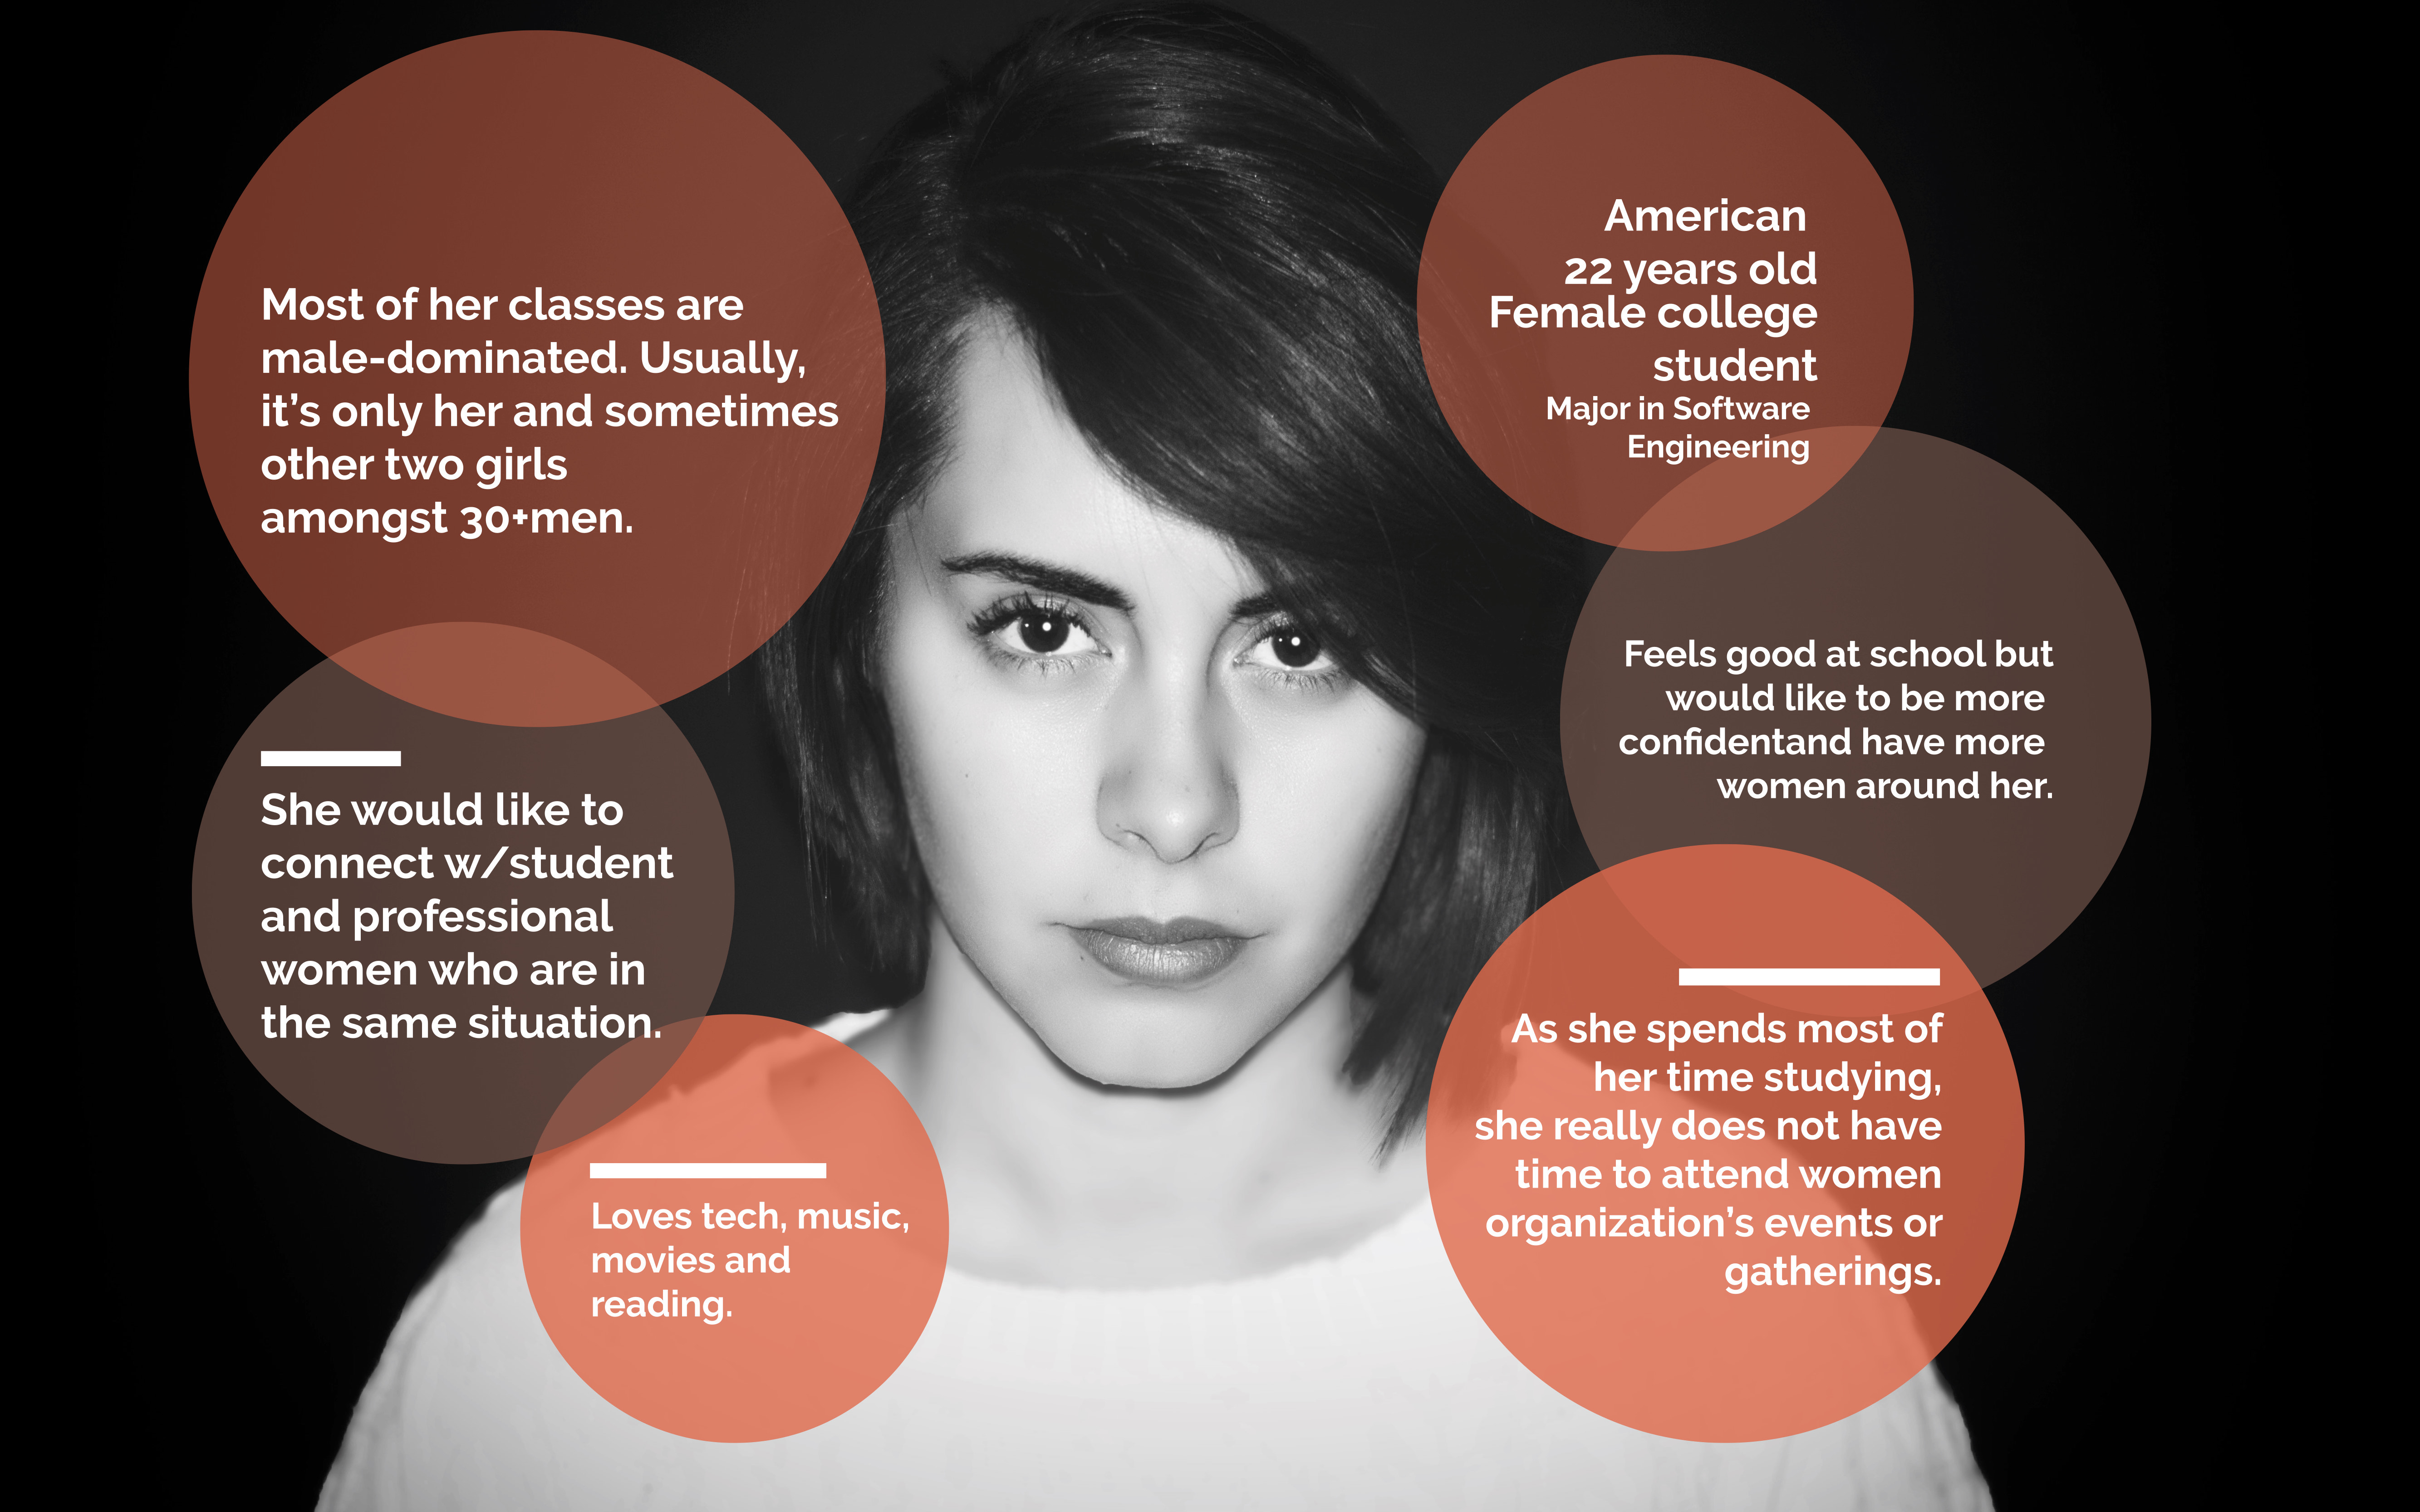 Most of her classes are
male-dominated. Usually,
it's only her and sometimes
other two girls
amongst 30+men.
She would like to
connect w/student
and professional
women who are in
the same situation.
Loves tech, music,
movies and
reading.
American
22 years old
Female college
student
Major in Software
Engineering
Feels good at school but
would like to be more
confidentand have more
women around her.
As she spends most of
her time studying,
she really does not have
time to attend women
organization's events or
gatherings.